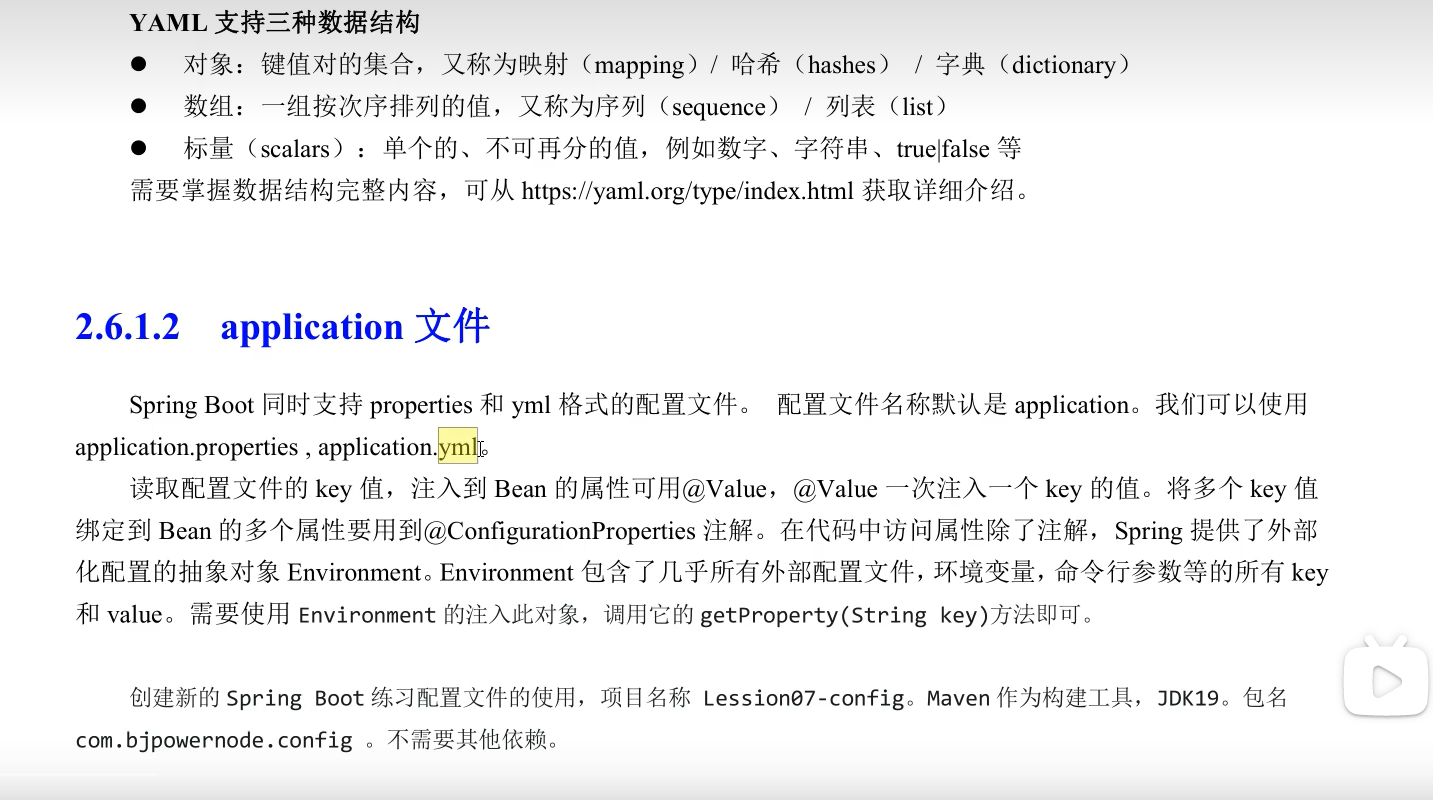 YAML 支持三种数据结构
● 对象：键值对的集合，又称为映射（mapping）/ 哈希（hashes） / 字典（dictionary）
● 数组：一组按次序排列的值，又称为序列（sequence） / 列表（list）
● 标量（scalars）：单个的、不可再分的值，例如数字、字符串、true|false 等
需要掌握数据结构完整内容，可从 https://yaml.org/type/index.html 获取详细介绍。
2.6.1.2 application 文件
Spring Boot 同时支持 properties 和 yml 格式的配置文件。 配置文件名称默认是 application。我们可以使用
application.properties , application.yml。
读取配置文件的 key 值，注入到 Bean 的属性可用@Value，@Value 一次注入一个 key 的值。将多个 key 值
绑定到 Bean 的多个属性要用到@ConfigurationProperties 注解。在代码中访问属性除了注解，Spring 提供了外部
化配置的抽象对象 Environment。Environment 包含了几乎所有外部配置文件，环境变量，命令行参数等的所有 key
和 value。需要使用 Environment 的注入此对象，调用它的 getProperty(String key)方法即可。
创建新的 Spring Boot 练习配置文件的使用，项目名称 Lession07-config。Maven 作为构建工具，JDK19。包名
com.bjpowernode.config 。不需要其他依赖。